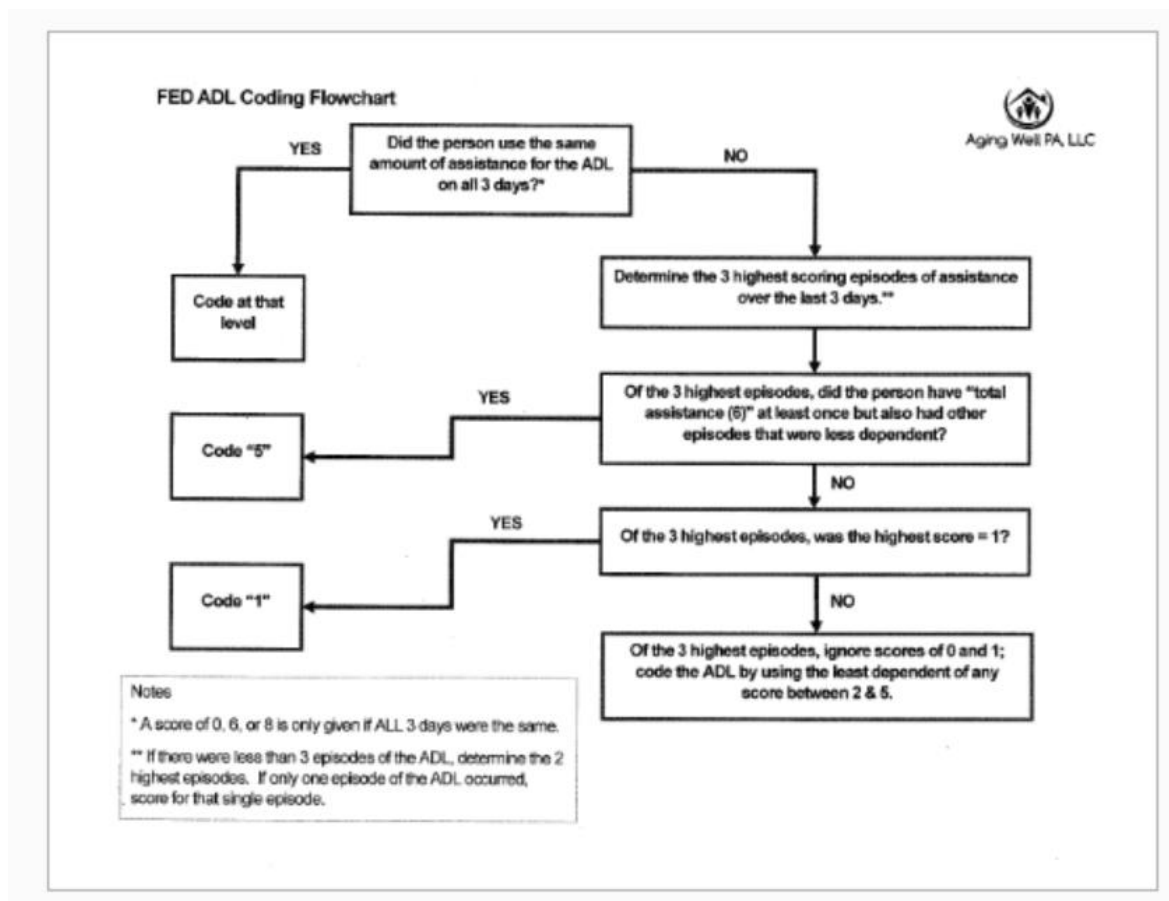 FED ADL Coding Flowchart
Aging Well PA, LLC
YES
Did the person use the same
amount of assistance for the ADL
on all 3 days?*
NO
Code at that
level
Determine the 3 highest scoring episodes of assistance
over the last 3 days.**
YES
Of the 3 highest episodes, did the person have "total
assistance (6)" at least once but also had other
episodes that were less dependent?
Code "5"
NO
YES
Of the 3 highest episodes, was the highest score = 1?
Code "1"
NO
Of the 3 highest episodes, ignore scores of 0 and 1;
code the ADL by using the least dependent of any
score between 2 & 5.
Notes
* A score of 0, 6, or 8 is only given if ALL 3 days were the same.
** If there were less than 3 episodes of the ADL, determine the 2
highest episodes. If only one episode of the ADL occurred,
score for that single episode.